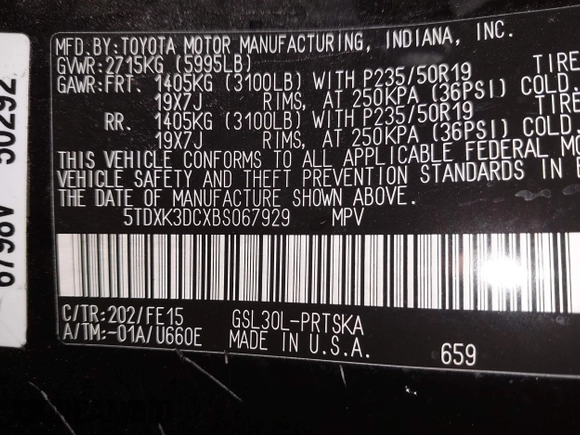 MFD.BY:TOYOTA MOTOR MANUFACTURING, INDIANA, INC.
GVWR:2715KG (5995LB)
GAWR:FRT. 1405KG (3100LB) WITH P235/50R19 TIRE
19X7J RIMS, AT 250KPA (36PSI) COLD.
RR. 1405KG (3100LB) WITH P235/50R19 TIRE
19X7J RIMS, AT 250KPA (36PSI) COLD.
THIS VEHICLE CONFORMS TO ALL APPLICABLE FEDERAL MO
VEHICLE SAFETY AND THEFT PREVENTION STANDARDS IN E
THE DATE OF MANUFACTURE SHOWN ABOVE.
5TDXK3DCXBS067929 MPV
C/TR:202/FE15 GSL30L-PRTSKA
A/TM:-01A/U660E MADE IN U.S.A. 659